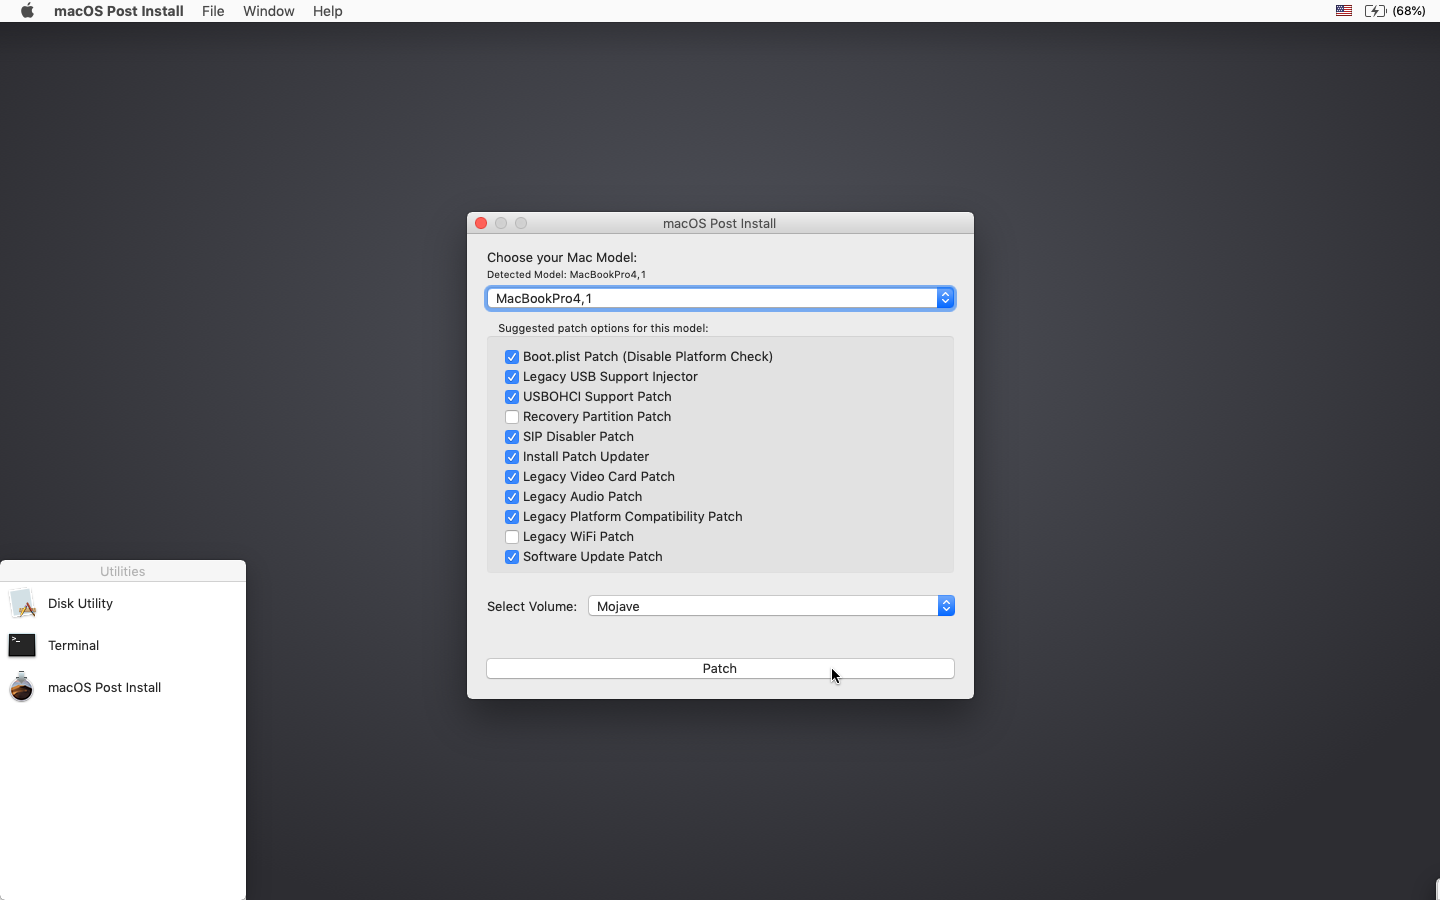 macOS Post Install File Window Help (68%)
macOS Post Install
Choose your Mac Model:
Detected Model: MacBookPro4,1
MacBookPro4,1
Suggested patch options for this model:
Boot.plist Patch (Disable Platform Check)
Legacy USB Support Injector
USBOHCI Support Patch
Recovery Partition Patch
SIP Disabler Patch
Install Patch Updater
Legacy Video Card Patch
Legacy Audio Patch
Legacy Platform Compatibility Patch
Legacy WiFi Patch
Software Update Patch
Select Volume: Mojave
Patch
Utilities
Disk Utility
Terminal
macOS Post Install